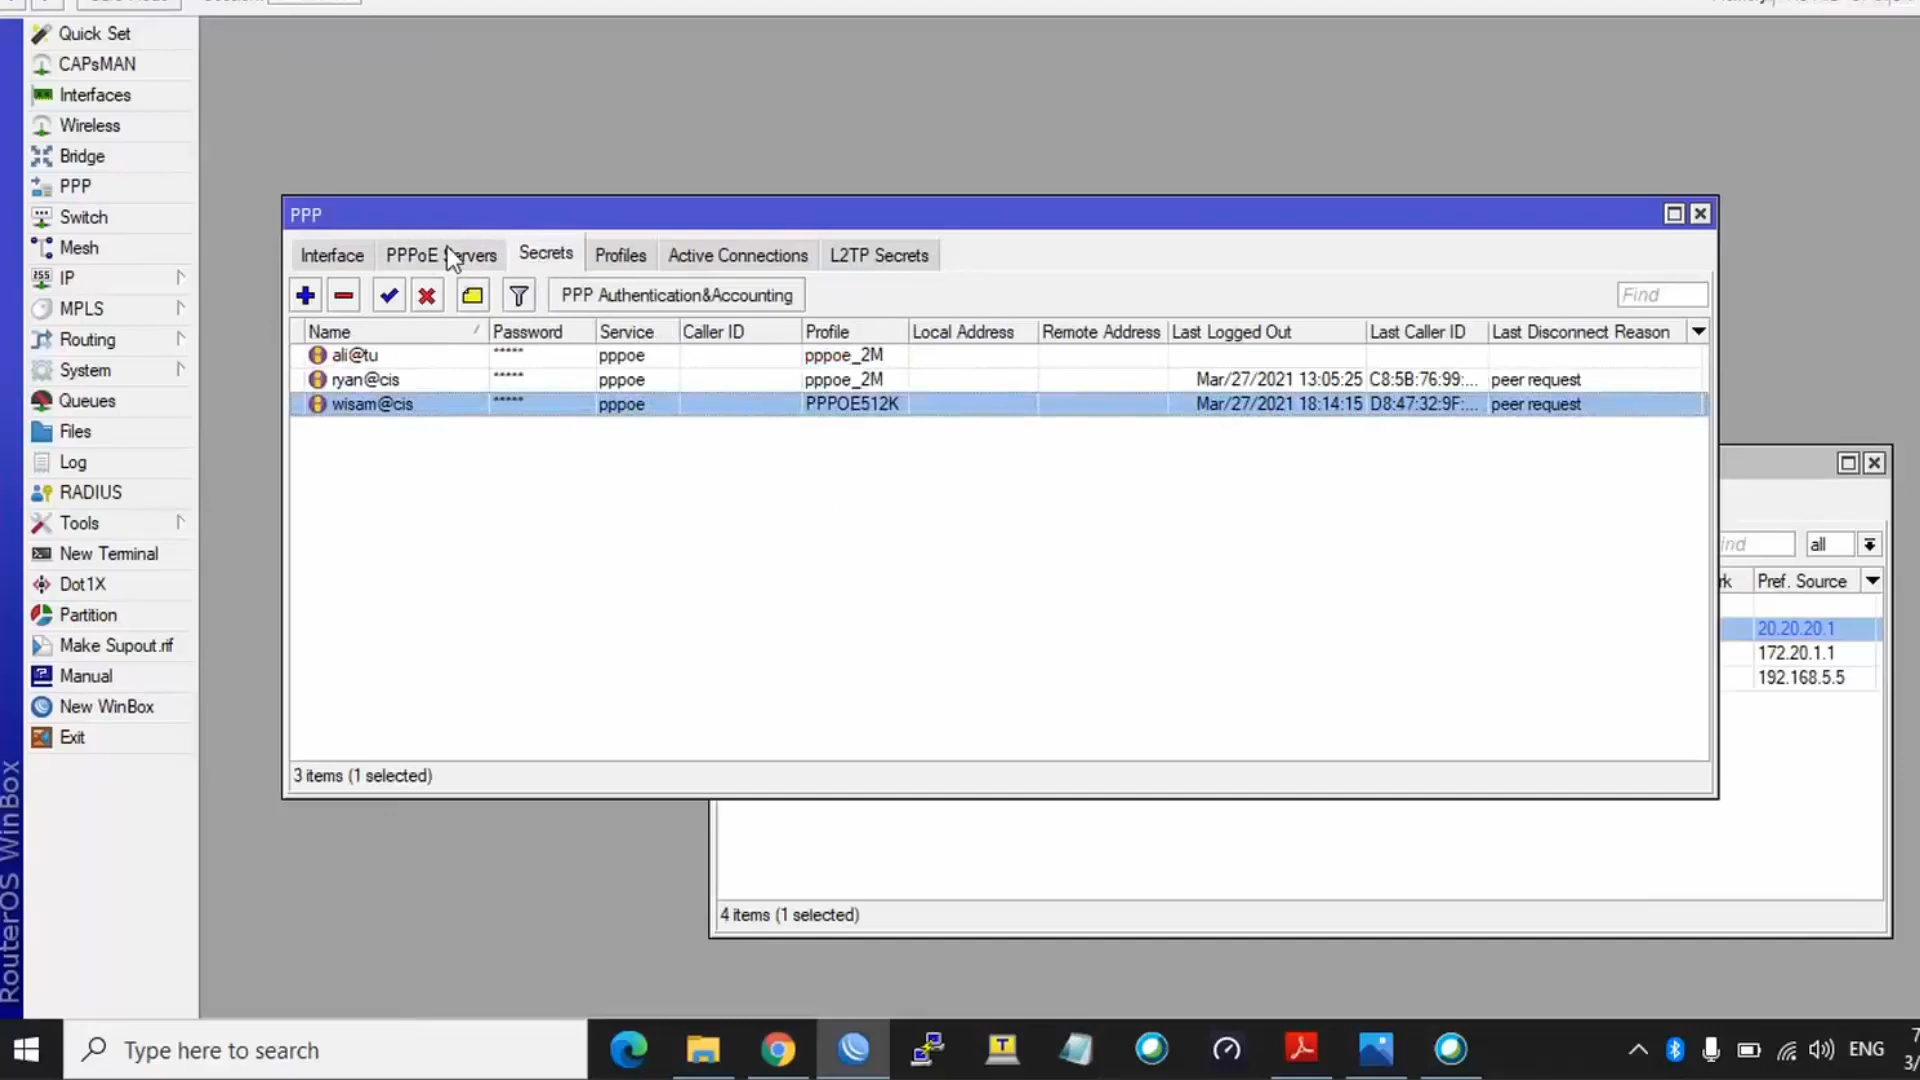 Quick Set
CAPsMAN
Interfaces
Wireless
Bridge
PPP
Switch
Mesh
255 IP
MPLS
Routing
System
Queues
Files
Log
RADIUS
Tools
New Terminal
Dot1X
Partition
Make Supout.rif
Manual
New WinBox
Exit
RouterOS WinBox
PPP
Interface PPPoE Servers Secrets Profiles Active Connections L2TP Secrets
PPP Authentication&Accounting Find
Name Password Service Caller ID Profile Local Address Remote Address Last Logged Out Last Caller ID Last Disconnect Reason
ali@tu ***** pppoe pppoe_2M
ryan@cis ***** pppoe pppoe_2M Mar/27/2021 13:05:25 C8:5B:76:99:... peer request
wisam@cis ***** pppoe PPPOE512K Mar/27/2021 18:14:15 D8:47:32:9F:... peer request
3 items (1 selected)
all
Pref. Source
20.20.20.1
172.20.1.1
192.168.5.5
4 items (1 selected)
Type here to search
T
ENG